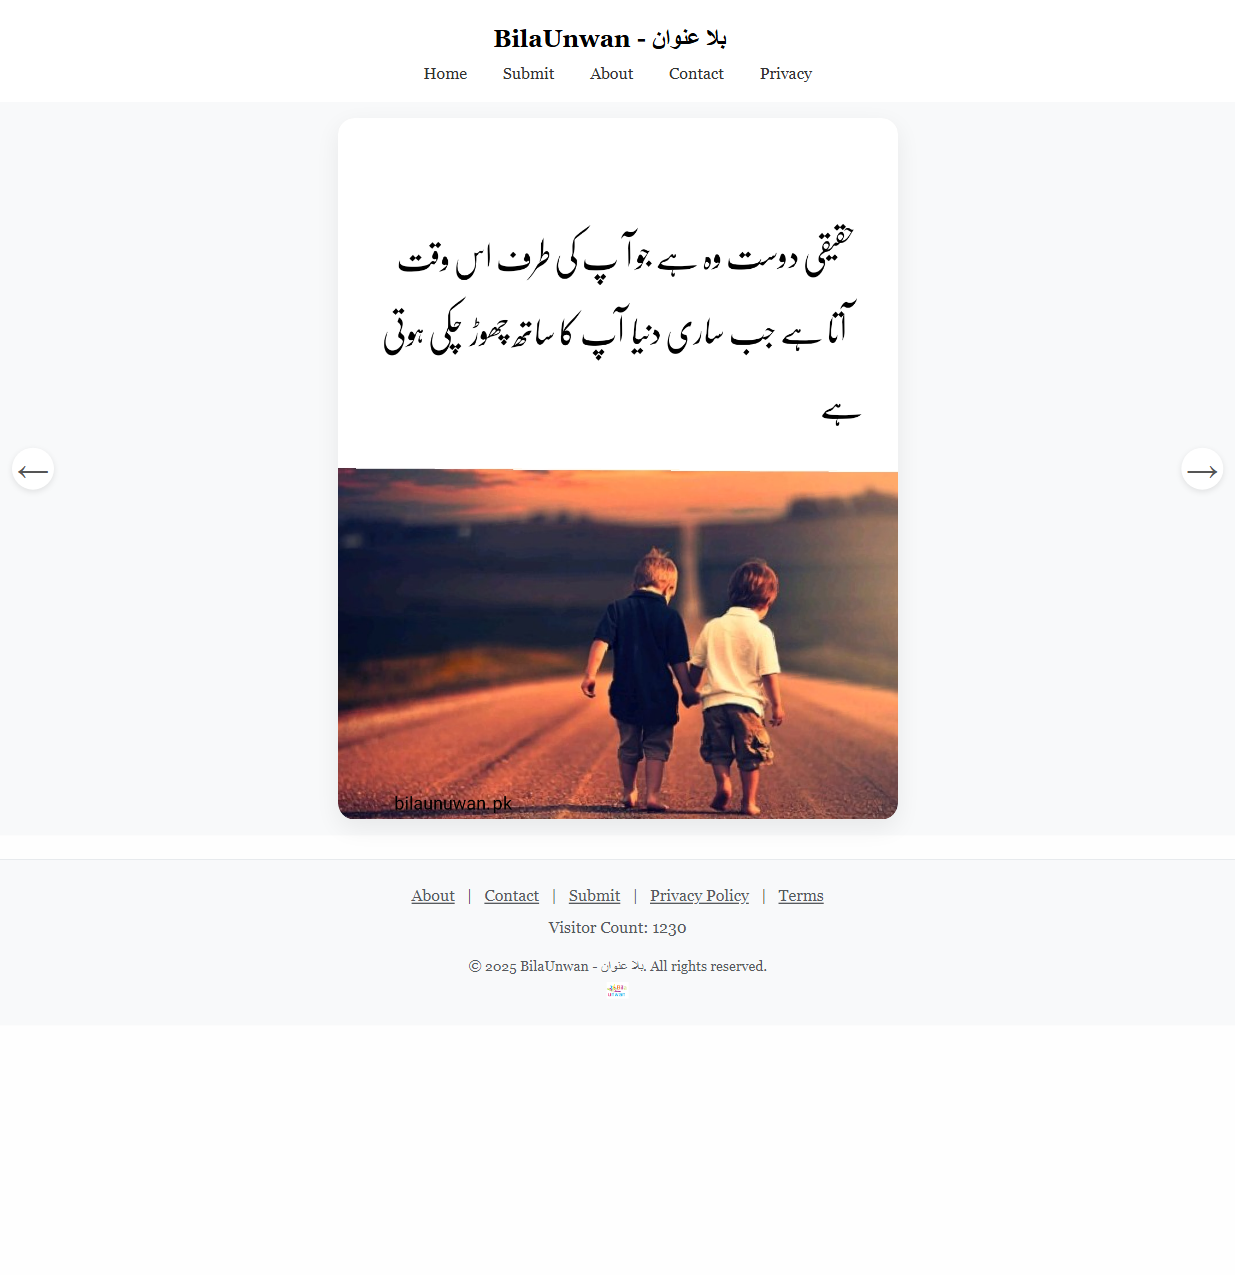 BilaUnwan - بلا عنوان
Home Submit About Contact Privacy
حقیقی دوست وہ ہے جوآ پ کی طرف اس وقت
آتا ہے جب ساری دنیا آپ کا ساتھ چھوڑ چکی ہوتی
ہے
←
→
bilaunuwan.pk
About | Contact | Submit | Privacy Policy | Terms
Visitor Count: 1230
© 2025 BilaUnwan - بلا عنوان. All rights reserved.